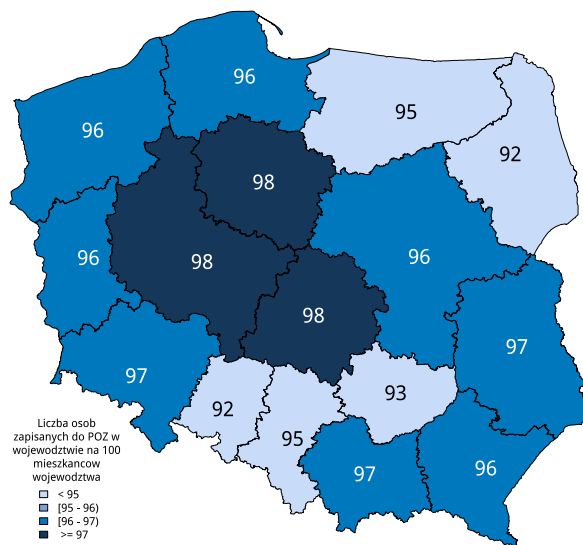 96
95
96
92
98
96
98
96
98
97
97
93
92
95
97
96
Liczba osob
zapisanych do POZ w
wojewodztwie na 100
mieszkancow
wojewodztwa
< 95
[95 - 96)
[96 - 97)
>= 97